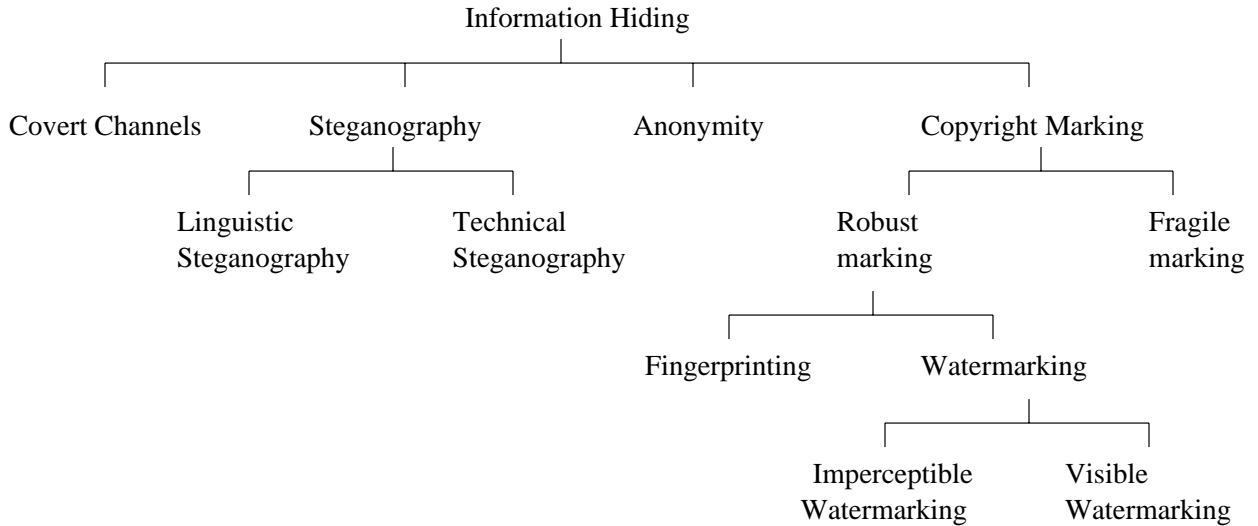 Information Hiding
Covert Channels
Steganography
Anonymity
Copyright Marking
Linguistic
Steganography
Technical
Steganography
Robust
marking
Fragile
marking
Fingerprinting
Watermarking
Imperceptible
Watermarking
Visible
Watermarking